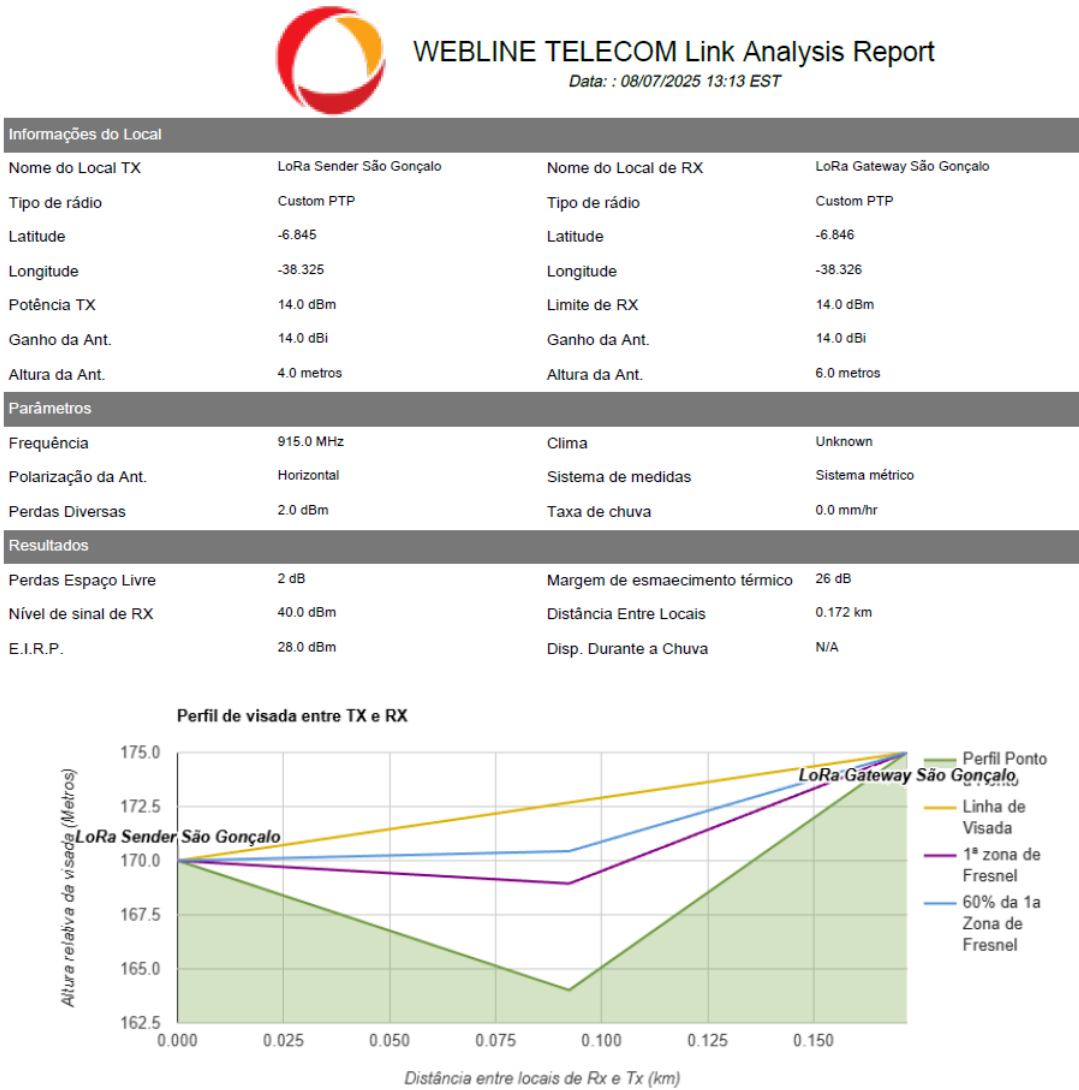 WEBLINE TELECOM Link Analysis Report
Data: : 08/07/2025 13:13 EST
Informações do Local
Nome do Local TX LoRa Sender São Gonçalo Nome do Local de RX LoRa Gateway São Gonçalo
Tipo de rádio Custom PTP Tipo de rádio Custom PTP
Latitude -6.845 Latitude -6.846
Longitude -38.325 Longitude -38.326
Potência TX 14.0 dBm Limite de RX 14.0 dBm
Ganho da Ant. 14.0 dBi Ganho da Ant. 14.0 dBi
Altura da Ant. 4.0 metros Altura da Ant. 6.0 metros
Parâmetros
Frequência 915.0 MHz Clima Unknown
Polarização da Ant. Horizontal Sistema de medidas Sistema métrico
Perdas Diversas 2.0 dBm Taxa de chuva 0.0 mm/hr
Resultados
Perdas Espaço Livre 2 dB Margem de esmaecimento térmico 26 dB
Nível de sinal de RX 40.0 dBm Distância Entre Locais 0.172 km
E.I.R.P. 28.0 dBm Disp. Durante a Chuva N/A
Perfil de visada entre TX e RX
Altura relativa da visada (Metros)
175.0
172.5
170.0
167.5
165.0
162.5
LoRa Sender São Gonçalo
LoRa Gateway São Gonçalo
Perfil Ponto
a Ponto
Linha de
Visada
1ª zona de
Fresnel
60% da 1a
Zona de
Fresnel
0.000 0.025 0.050 0.075 0.100 0.125 0.150
Distância entre locais de Rx e Tx (km)